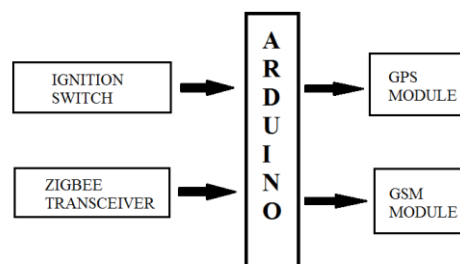 IGNITION
SWITCH
ZIGBEE
TRANSCEIVER
A
R
D
U
I
N
O
GPS
MODULE
GSM
MODULE